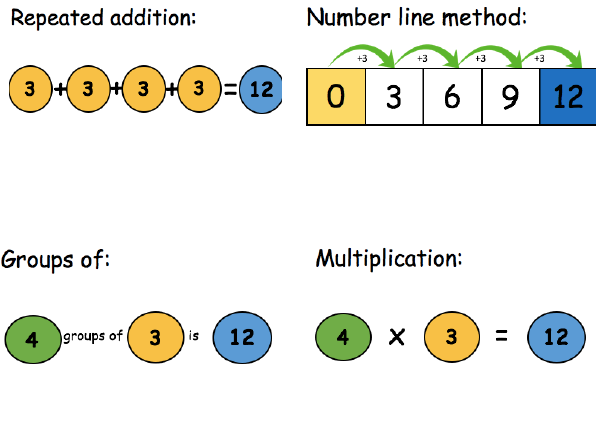 Repeated addition:
3 + 3 + 3 + 3 = 12
Number line method:
+3 +3 +3 +3
0 3 6 9 12
Groups of:
4 groups of 3 is 12
Multiplication:
4 x 3 = 12